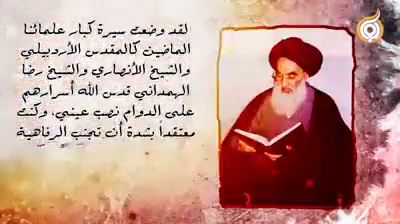 لقد وضعت سيرة كبار علمائنا
الماضين كالمقدس الأردبيلي
والشيخ الأنصاري والشيخ رضا
الهمداني قدس الله أسرارهم
على الدوام نصب عيني، وكنت
معتقداً بشدة أن تجنب الرفاهية